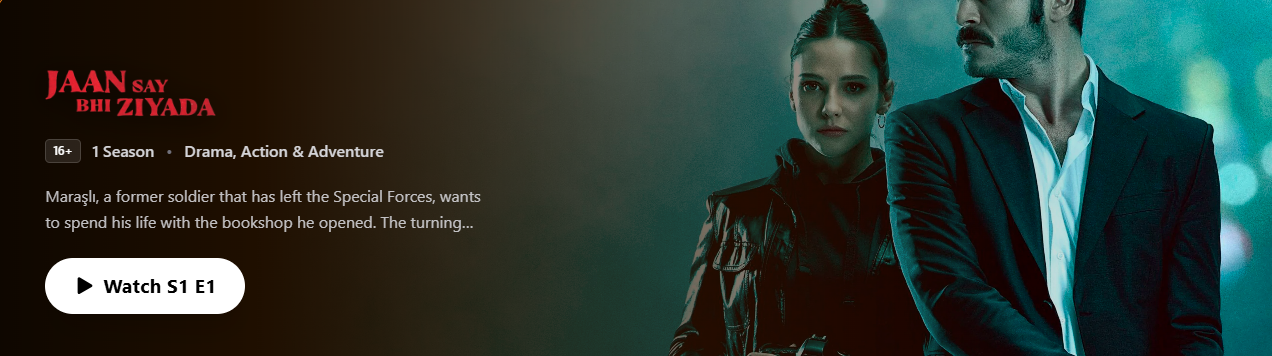 JAAN SAY
BHI ZIYADA
16+ 1 Season • Drama, Action & Adventure
Maraşlı, a former soldier that has left the Special Forces, wants
to spend his life with the bookshop he opened. The turning...
Watch S1 E1